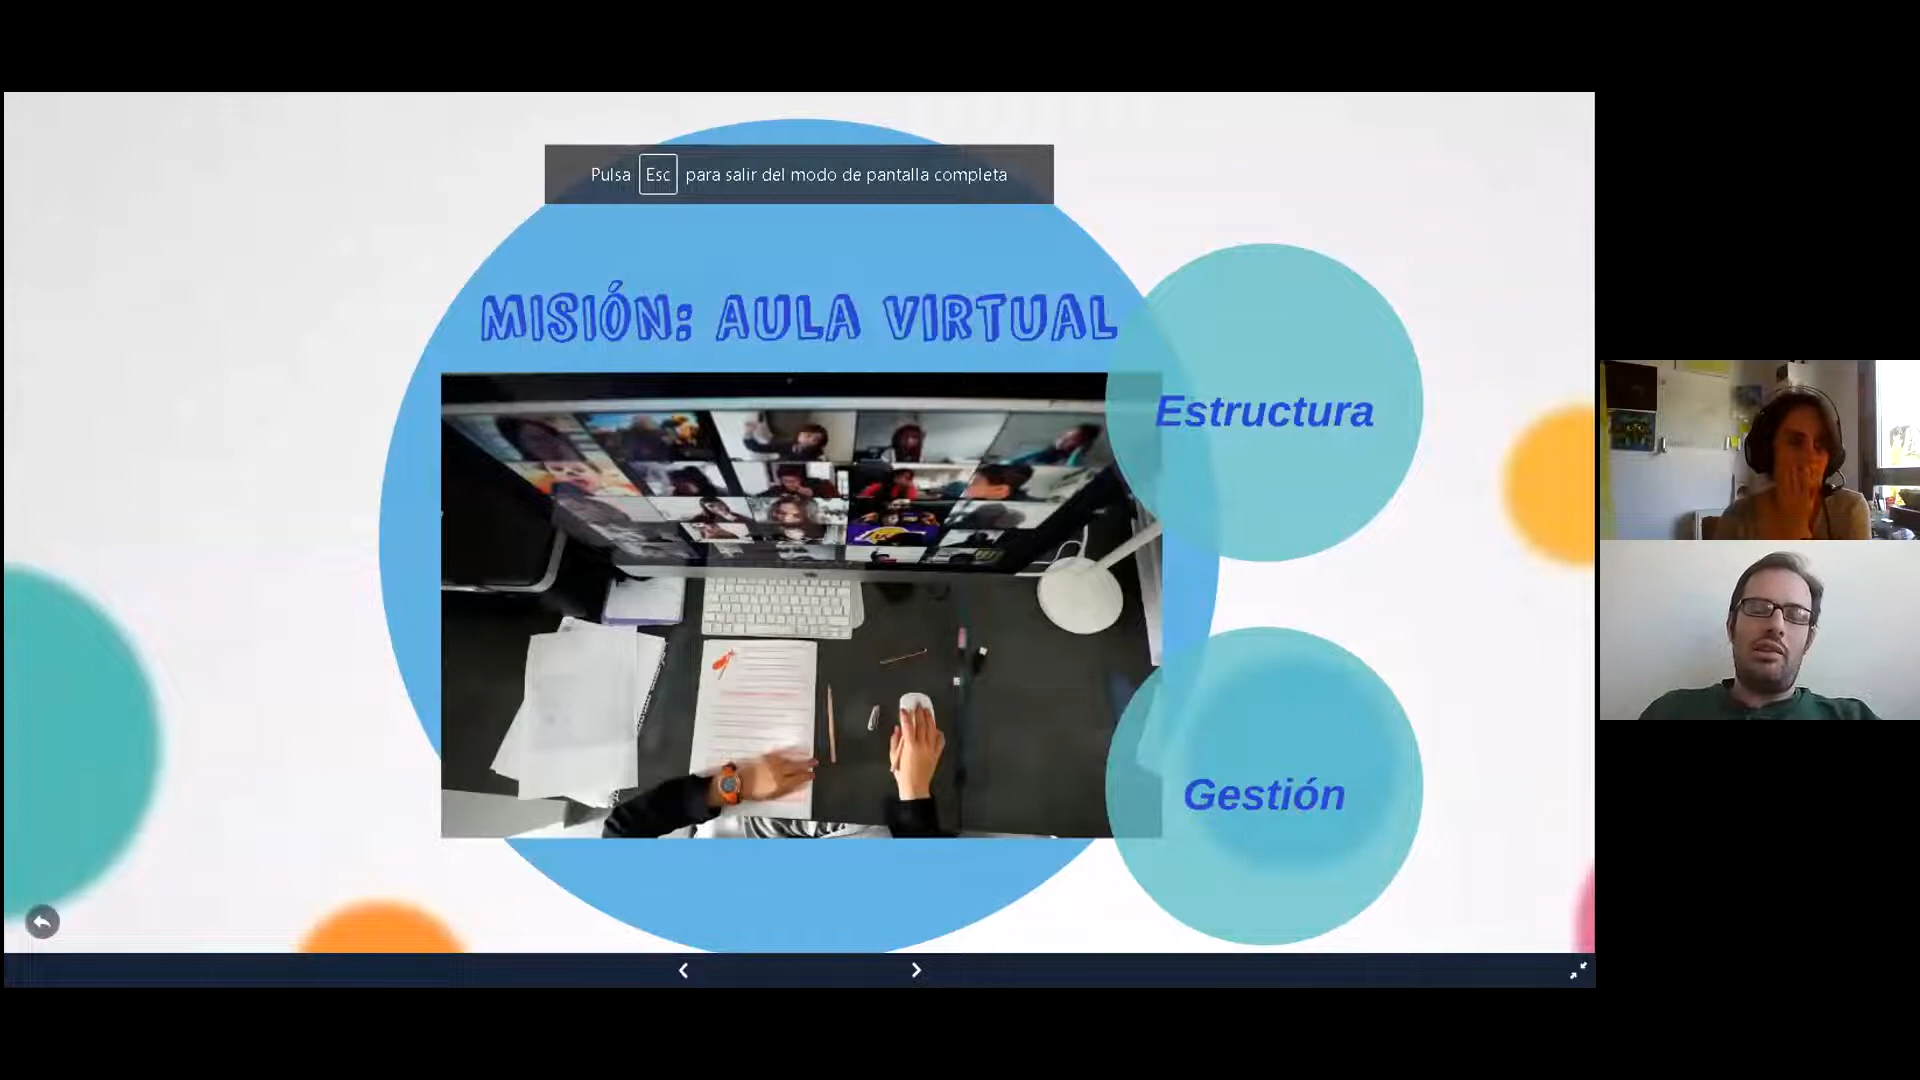 Pulsa Esc para salir del modo de pantalla completa
MISIÓN: AULA VIRTUAL
Estructura
Gestión